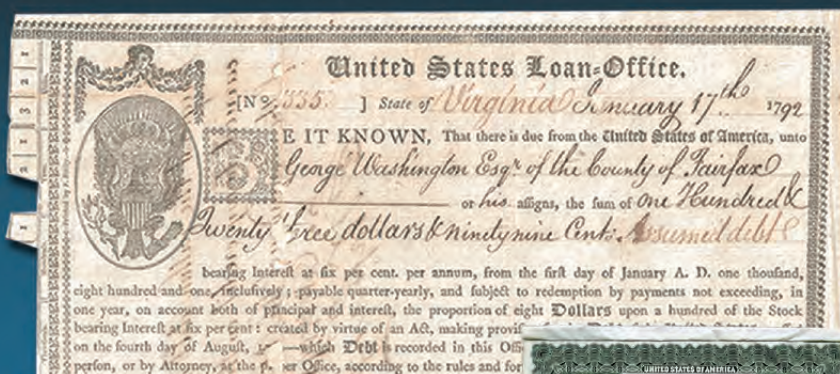 United States Loan=Office.
[No. 335. ] State of Virginia January 17th 1792
BE IT KNOWN, That there is due from the United States of America, unto
George Washington Esqr of the County of Fairfax
or his assigns, the sum of One Hundred &
Twenty three dollars & ninety nine Cents. Assumed debt
bearing Interest at six per cent. per annum, from the first day of January A. D. one thousand,
eight hundred and one, inclusively; payable quarter-yearly, and subject to redemption by payments not exceeding, in
one year, on account both of principal and interest, the proportion of eight Dollars upon a hundred of the Stock
bearing Interest at six per cent: created by virtue of an Act, making
on the fourth day of August, —which Debt is recorded in this
person, or by Attorney, at the Office, according to the rules and
UNITED STATES OF AMERICA